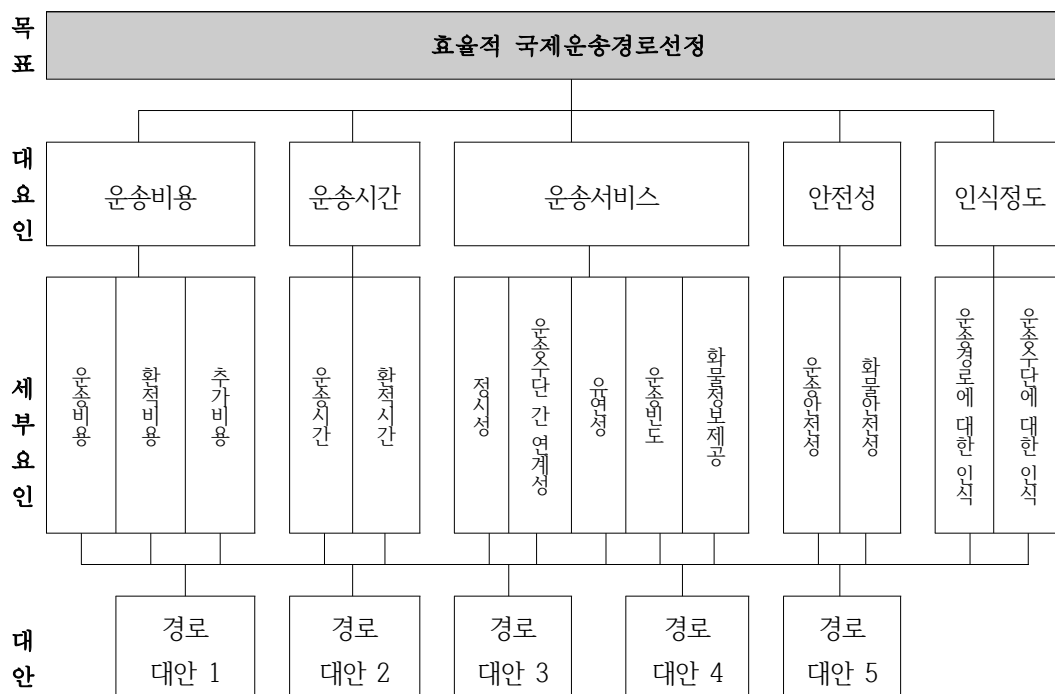 목표
효율적 국제운송경로선정
대요인
운송비용
운송시간
운송서비스
안전성
인식정도
세부요인
운송비용
환적비용
추가비용
운송시간
환적시간
정시성
운송수단 간 연계성
유연성
운송빈도
화물정보제공
운송안전성
화물안전성
운송경로에 대한 인식
운송수단에 대한 인식
대안
경로
대안 1
경로
대안 2
경로
대안 3
경로
대안 4
경로
대안 5